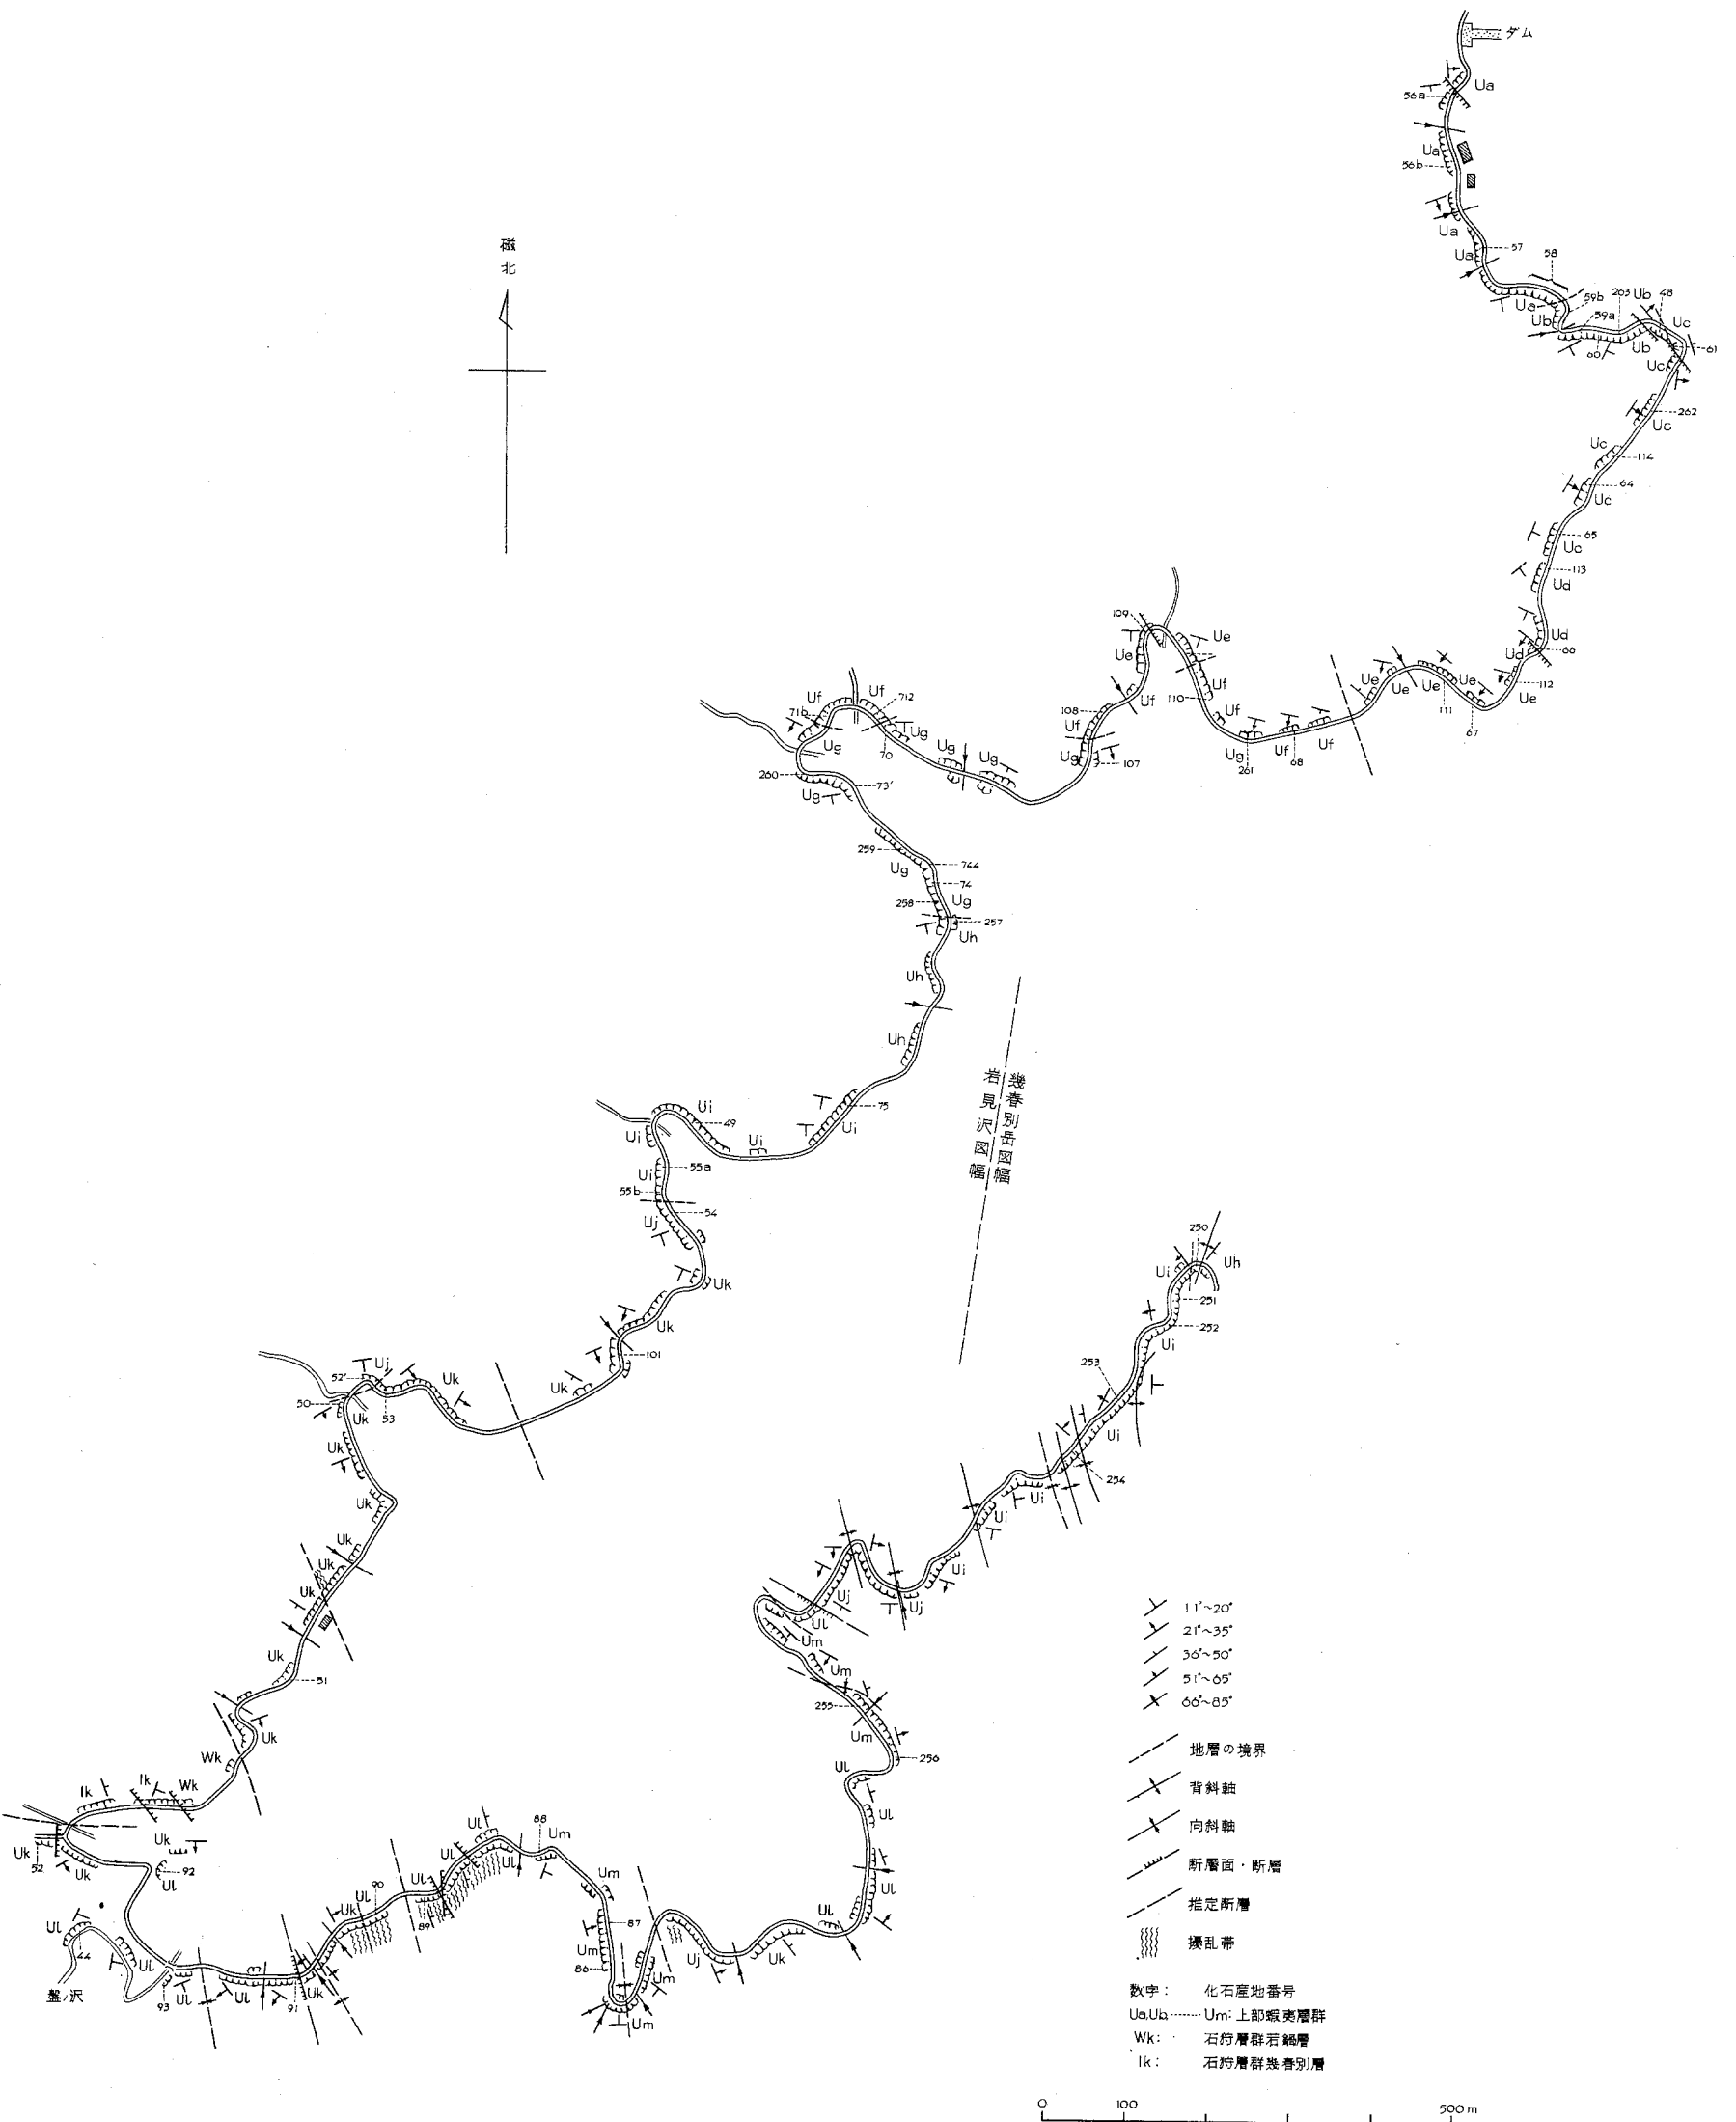 ダム
Ua
56a
Ua
56b
Ua
57
Ua
58
Ua
59b
263
Ub
48
Ub
59a
Uc
60
Ub
61
Uc
262
Uc
Uc
114
64
Uc
65
Uc
113
Ud
Ud
Ud
66
112
Ue
Ue
Ue
Ue
Ue
111
67
109
Ue
Ue
Uf
110
Uf
Uf
Ug
261
Uf
68
Uf
108
Uf
Ug
107
Uf
Uf
712
71b
Ug
Ug
70
Ug
Ug
260
73'
Ug
259
744
Ug
74
258
Ug
257
Uh
Uh
Uh
75
Ui
Ui
49
Ui
Ui
Ui
55a
55b
54
Uj
Uk
Uk
101
Uk
Uj
52'
Uk
50
Uk
53
Uk
Uk
Uk
Uk
Uk
Uk
51
Uk
Wk
Ik
Ik
Wk
Uk
52
Uk
Uk
92
Ul
Ul
44
Ul
盤ノ沢
93
Ul
Ul
91
Uk
Uk
Ul
90
Ul
89
Ul
Ul
Ul
88
Um
Um
87
Um
86
Um
Um
Uj
Uk
Ul
Ul
Ul
Ul
256
Um
255
Um
Um
Ul
Uj
Uj
Ui
Ui
Ui
254
Ui
253
Ui
252
251
250
Ui
Uh
磁
北
幾春別岳図幅
岩見沢図幅
11°~20°
21°~35°
36°~50°
51°~65°
66°~85°
地層の境界
背斜軸
向斜軸
断層面・断層
推定断層
擾乱帯
数字: 化石産地番号
Ua,Ub ········ Um: 上部蝦夷層群
Wk: 石狩層群若鍋層
Ik: 石狩層群幾春別層
0 100 500m